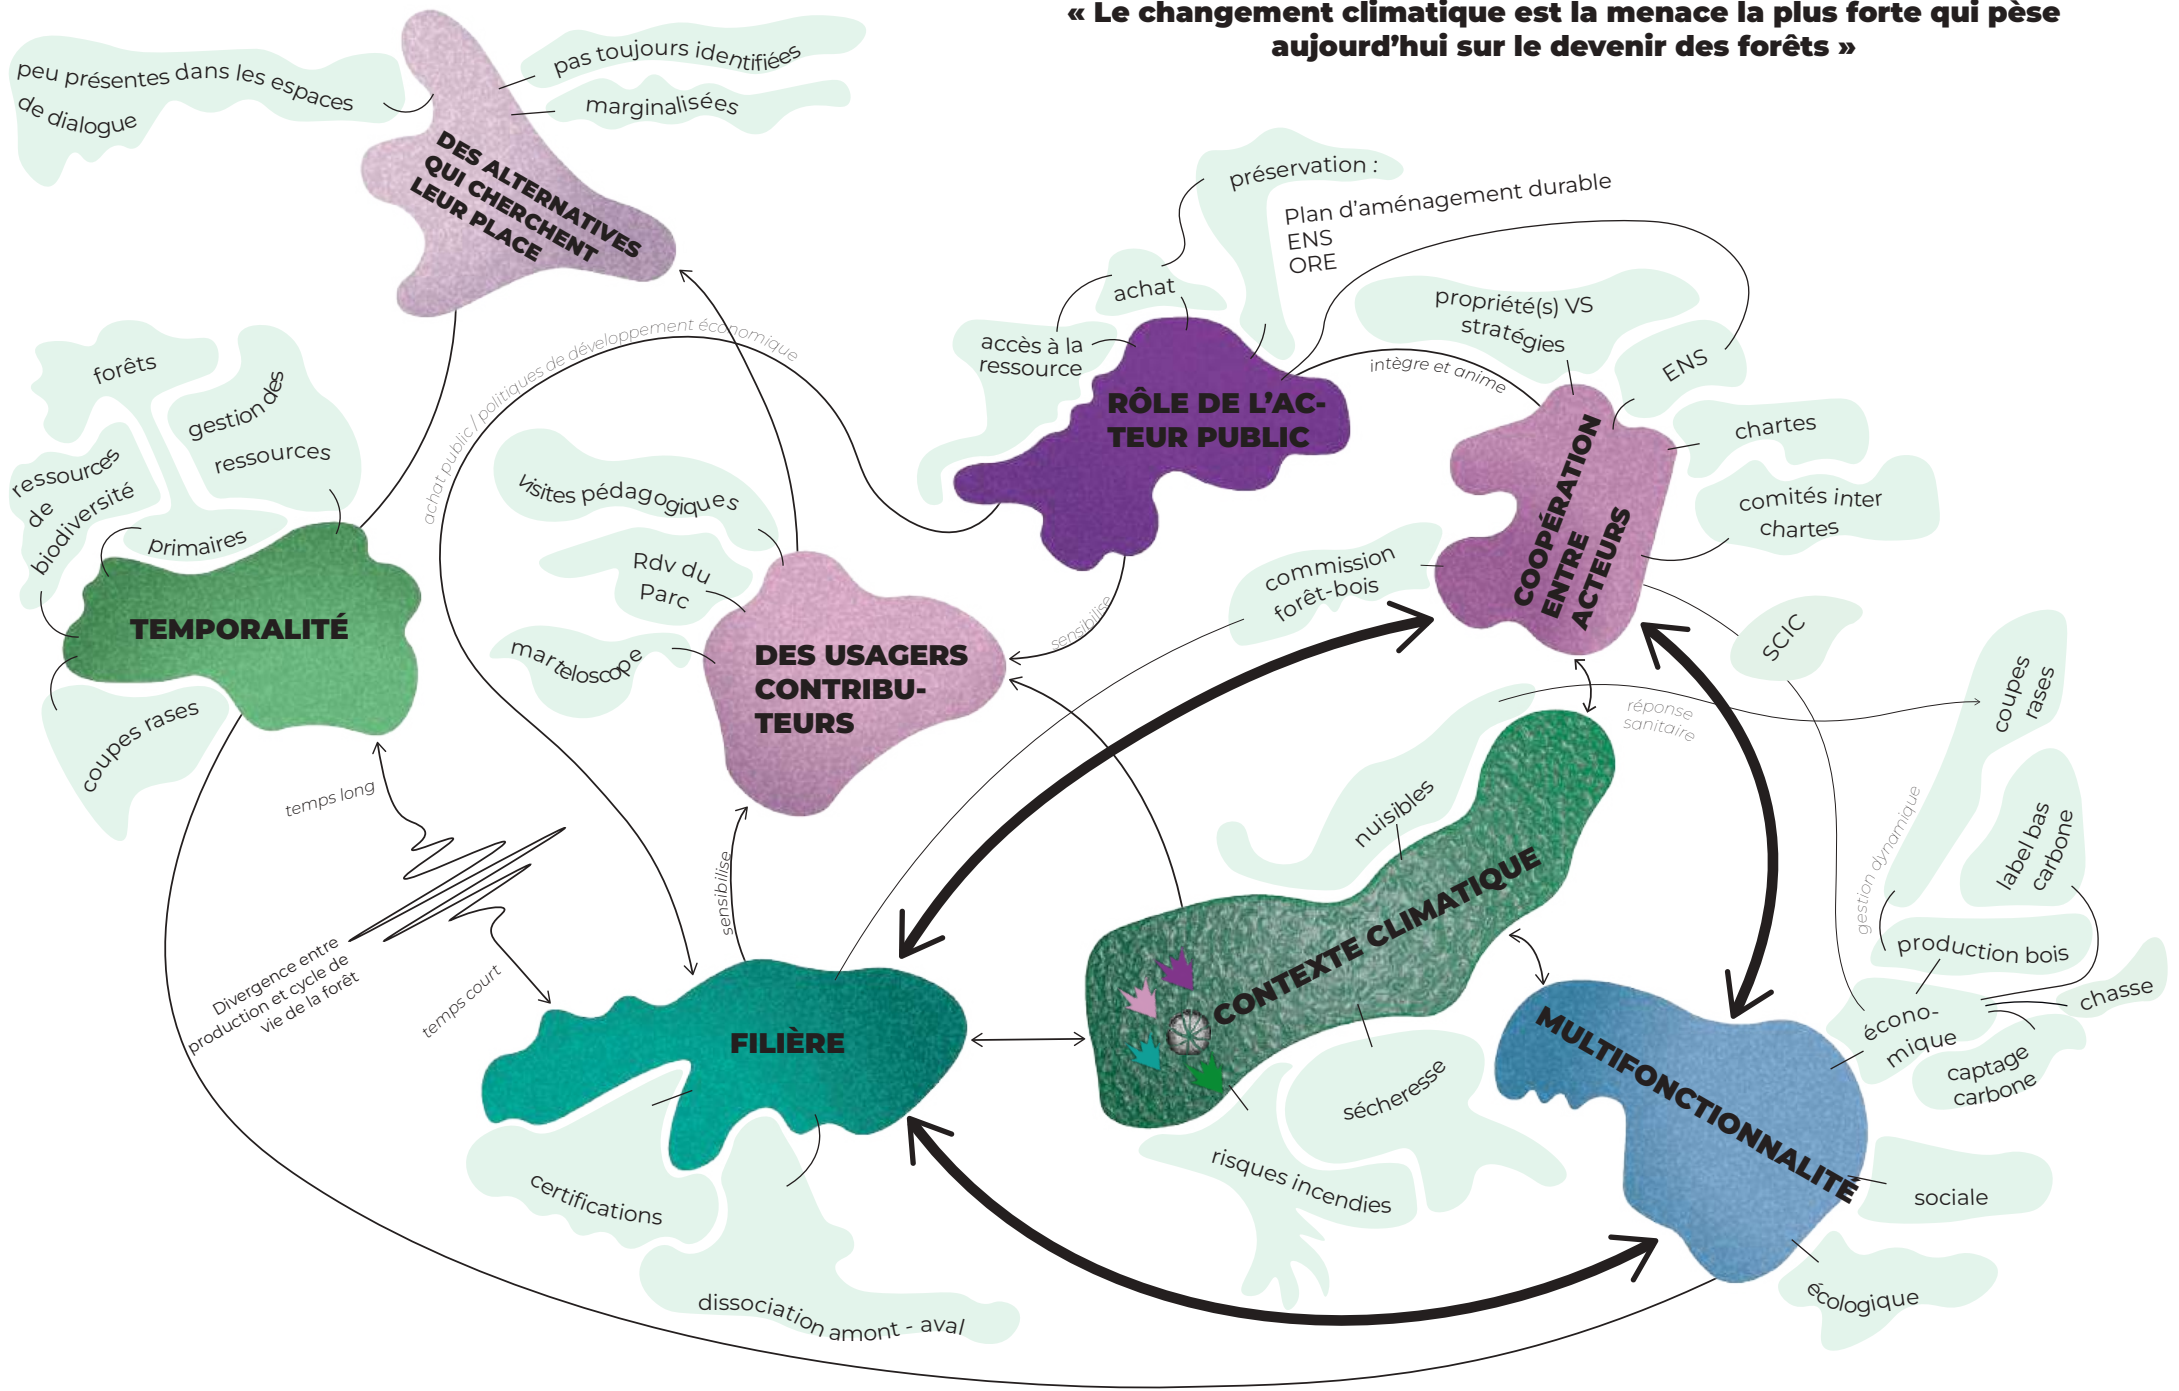 « Le changement climatique est la menace la plus forte qui pèse
aujourd’hui sur le devenir des forêts »
peu présentes dans les espaces
de dialogue
pas toujours identifiées
marginalisées
DES ALTERNATIVES
QUI CHERCHENT
LEUR PLACE
préservation :
Plan d’aménagement durable
ENS
ORE
achat
accès à la
ressource
RÔLE DE L’AC-
TEUR PUBLIC
propriété(s) VS
stratégies
ENS
intègre et anime
chartes
comités inter
chartes
COOPÉRATION
ENTRE
ACTEURS
commission
forêt-bois
SCIC
achat public / politiques de développement économique
forêts
gestion des
ressources
ressources
de
biodiversité
primaires
TEMPORALITÉ
coupes rases
visites pédagogiques
Rdv du
Parc
marteloscope
DES USAGERS
CONTRIBU-
TEURS
sensibilise
sensibilise
temps long
Divergence entre
production et cycle de
vie de la forêt
temps court
FILIÈRE
certifications
dissociation amont - aval
nuisibles
réponse
sanitaire
CONTEXTE CLIMATIQUE
sécheresse
risques incendies
coupes
rases
gestion dynamique
label bas
carbone
production bois
écono-
mique
chasse
captage
carbone
MULTIFONCTIONNALITÉ
sociale
écologique